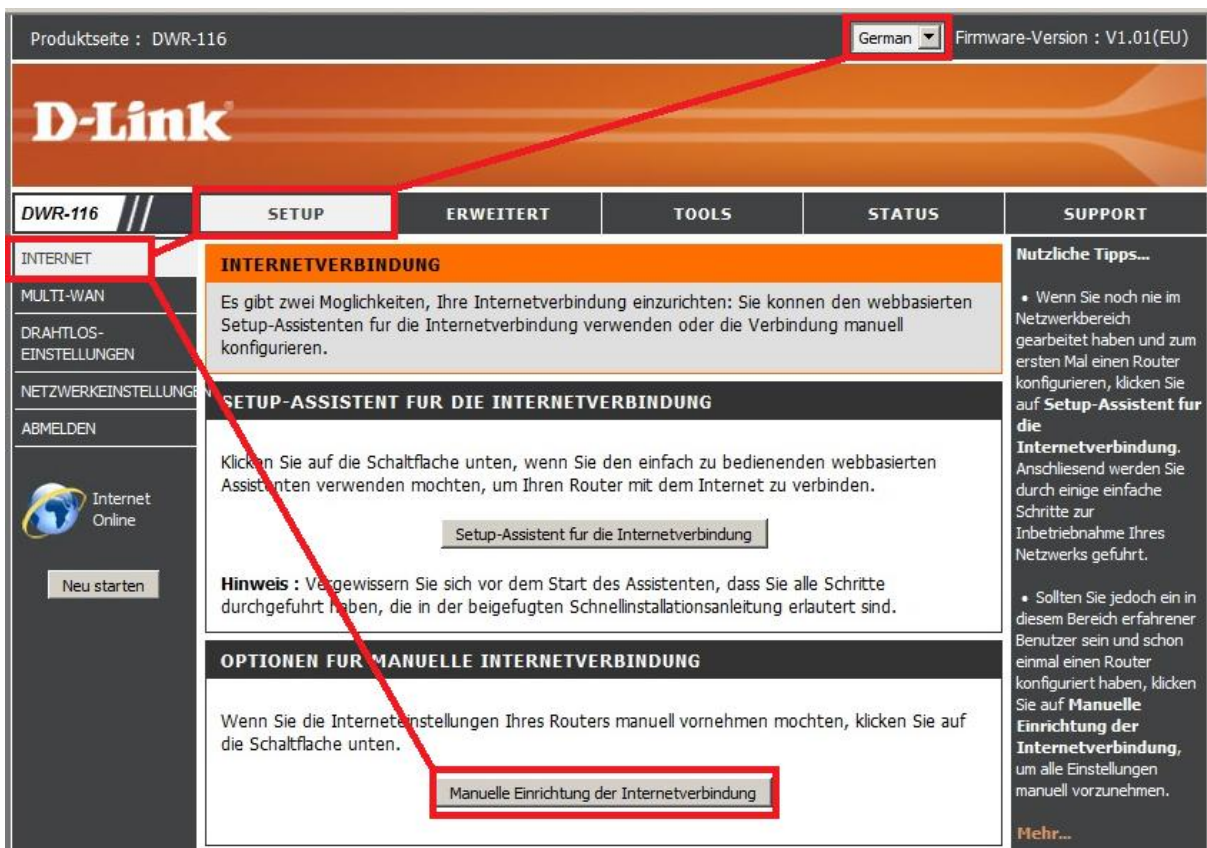 Produktseite : DWR-116
German
Firmware-Version : V1.01(EU)
D-Link
DWR-116
SETUP
ERWEITERT
TOOLS
STATUS
SUPPORT
INTERNET
MULTI-WAN
DRAHTLOS-
EINSTELLUNGEN
NETZWERKEINSTELLUNGEN
ABMELDEN
Internet
Online
Neu starten
INTERNETVERBINDUNG
Es gibt zwei Moglichkeiten, Ihre Internetverbindung einzurichten: Sie konnen den webbasierten
Setup-Assistenten fur die Internetverbindung verwenden oder die Verbindung manuell
konfigurieren.
SETUP-ASSISTENT FUR DIE INTERNETVERBINDUNG
Klicken Sie auf die Schaltflache unten, wenn Sie den einfach zu bedienenden webbasierten
Assistenten verwenden mochten, um Ihren Router mit dem Internet zu verbinden.
Setup-Assistent fur die Internetverbindung
Hinweis : Vergewissern Sie sich vor dem Start des Assistenten, dass Sie alle Schritte
durchgefuhrt haben, die in der beigefugten Schnellinstallationsanleitung erlautert sind.
OPTIONEN FUR MANUELLE INTERNETVERBINDUNG
Wenn Sie die Interneteinstellungen Ihres Routers manuell vornehmen mochten, klicken Sie auf
die Schaltflache unten.
Manuelle Einrichtung der Internetverbindung
Nutzliche Tipps...
• Wenn Sie noch nie im
Netzwerkbereich
gearbeitet haben und zum
ersten Mal einen Router
konfigurieren, klicken Sie
auf Setup-Assistent fur
die
Internetverbindung.
Anschliesend werden Sie
durch einige einfache
Schritte zur
Inbetriebnahme Ihres
Netzwerks gefuhrt.
• Sollten Sie jedoch ein in
diesem Bereich erfahrener
Benutzer sein und schon
einmal einen Router
konfiguriert haben, klicken
Sie auf Manuelle
Einrichtung der
Internetverbindung,
um alle Einstellungen
manuell vorzunehmen.
Mehr...